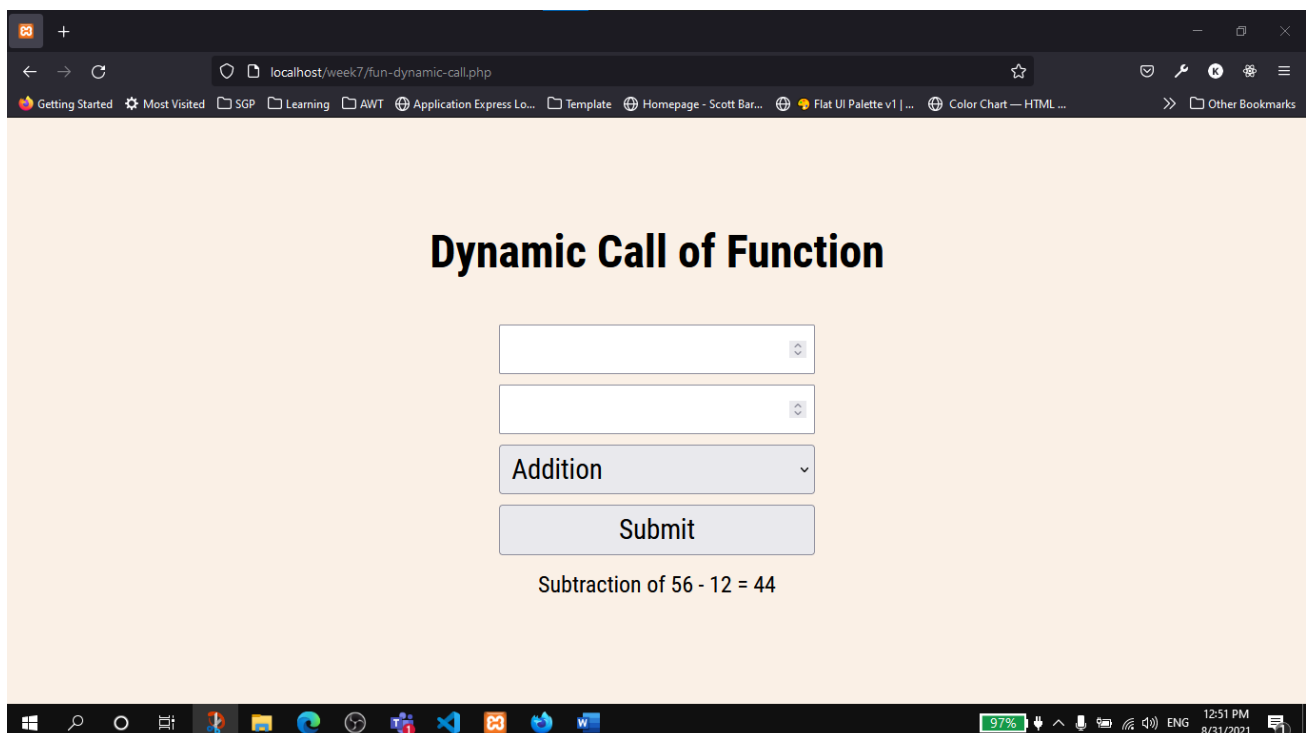 localhost/week7/fun-dynamic-call.php
K
Getting Started Most Visited SGP Learning AWT Application Express Lo... Template Homepage - Scott Bar... Flat UI Palette v1 | ... Color Chart — HTML ... Other Bookmarks
Dynamic Call of Function
Addition
Submit
Subtraction of 56 - 12 = 44
97% ENG 12:51 PM
8/31/2021